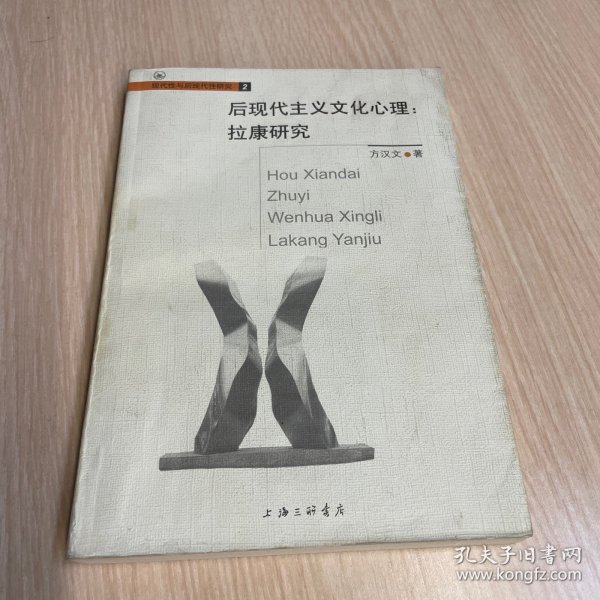 现代性与后现代性研究 2
后现代主义文化心理：
拉康研究
方汉文●著
Hou Xiandai
Zhuyi
Wenhua Xingli
Lakang Yanjiu
上海三联书店
孔夫子旧书网
www.kongfz.com